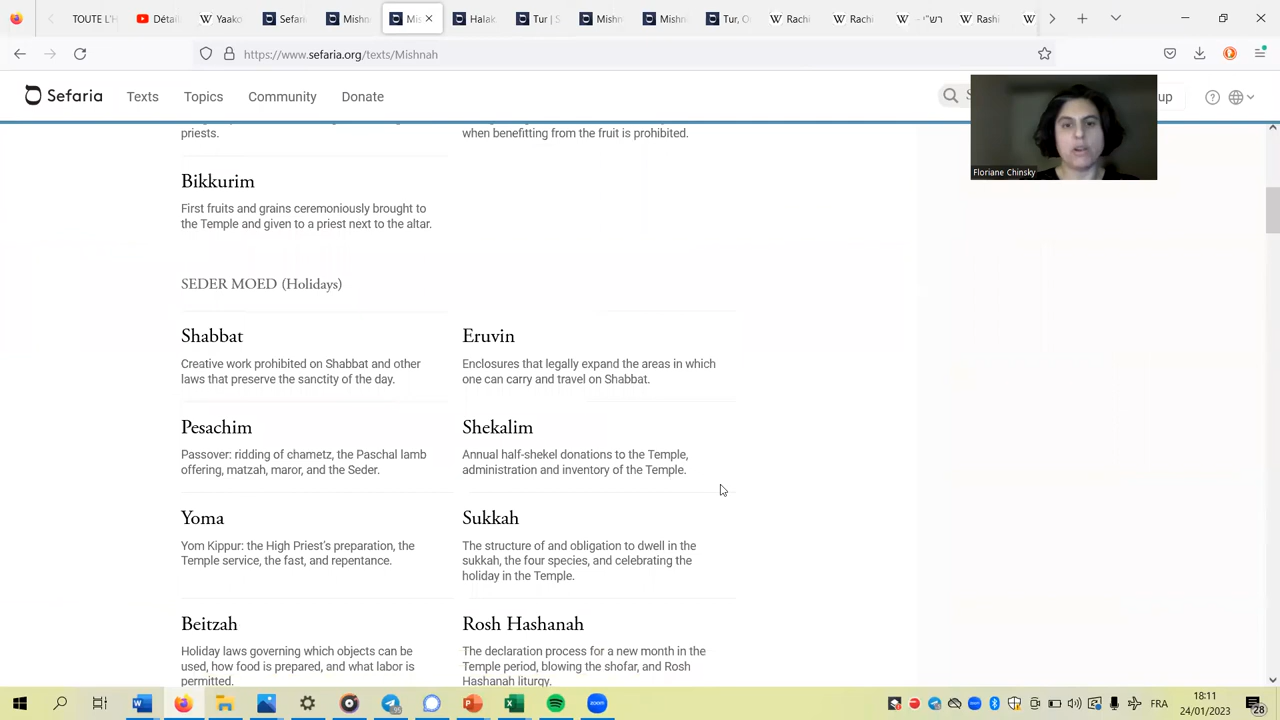 TOUTE L'H
Détail
Yaako
Sefaria
Mishn
Mis
Halak
Tur | S
Mishn
Mishn
Tur, O
Rachi
Rachi
רש"י –
Rashi
https://www.sefaria.org/texts/Mishnah
Sefaria
Texts
Topics
Community
Donate
up
Floriane Chinsky
priests.
when benefitting from the fruit is prohibited.
Bikkurim
First fruits and grains ceremoniously brought to
the Temple and given to a priest next to the altar.
SEDER MOED (Holidays)
Shabbat
Creative work prohibited on Shabbat and other
laws that preserve the sanctity of the day.
Eruvin
Enclosures that legally expand the areas in which
one can carry and travel on Shabbat.
Pesachim
Passover: ridding of chametz, the Paschal lamb
offering, matzah, maror, and the Seder.
Shekalim
Annual half-shekel donations to the Temple,
administration and inventory of the Temple.
Yoma
Yom Kippur: the High Priest's preparation, the
Temple service, the fast, and repentance.
Sukkah
The structure of and obligation to dwell in the
sukkah, the four species, and celebrating the
holiday in the Temple.
Beitzah
Holiday laws governing which objects can be
used, how food is prepared, and what labor is
permitted.
Rosh Hashanah
The declaration process for a new month in the
Temple period, blowing the shofar, and Rosh
Hashanah liturgy.
FRA
18:11
24/01/2023
28